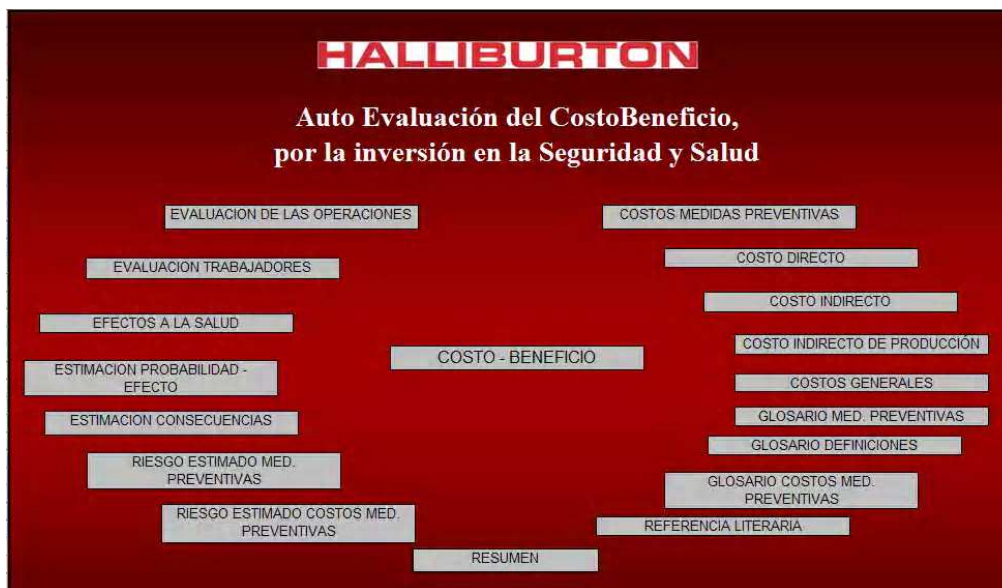 HALLIBURTON
Auto Evaluación del CostoBeneficio,
por la inversión en la Seguridad y Salud
EVALUACION DE LAS OPERACIONES
EVALUACION TRABAJADORES
EFECTOS A LA SALUD
ESTIMACION PROBABILIDAD -
EFECTO
ESTIMACION CONSECUENCIAS
RIESGO ESTIMADO MED.
PREVENTIVAS
RIESGO ESTIMADO COSTOS MED.
PREVENTIVAS
COSTO - BENEFICIO
RESUMEN
COSTOS MEDIDAS PREVENTIVAS
COSTO DIRECTO
COSTO INDIRECTO
COSTO INDIRECTO DE PRODUCCIÓN
COSTOS GENERALES
GLOSARIO MED. PREVENTIVAS
GLOSARIO DEFINICIONES
GLOSARIO COSTOS MED.
PREVENTIVAS
REFERENCIA LITERARIA